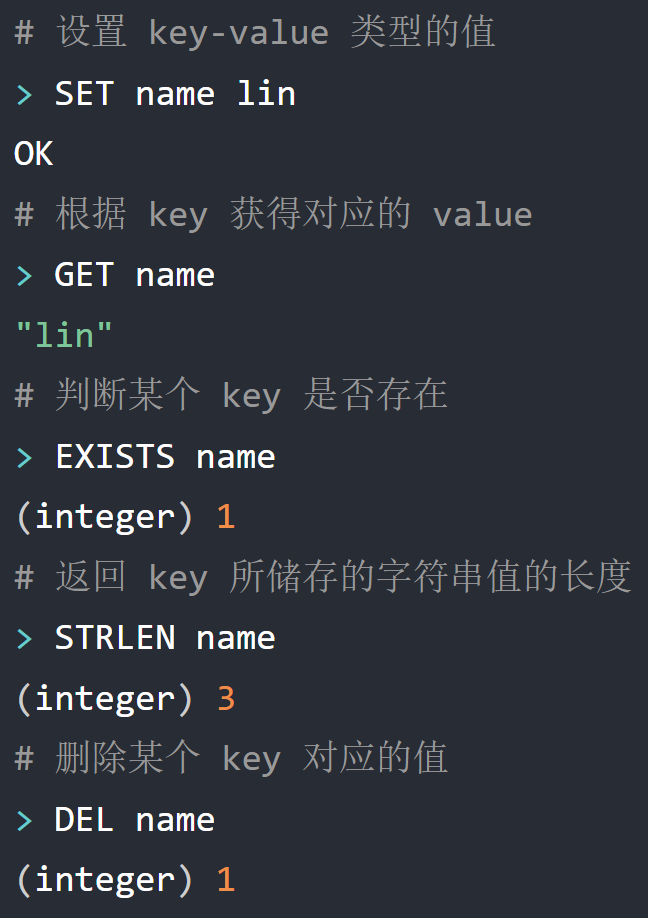 # 设置 key-value 类型的值
> SET name lin
OK
# 根据 key 获得对应的 value
> GET name
"lin"
# 判断某个 key 是否存在
> EXISTS name
(integer) 1
# 返回 key 所储存的字符串值的长度
> STRLEN name
(integer) 3
# 删除某个 key 对应的值
> DEL name
(integer) 1